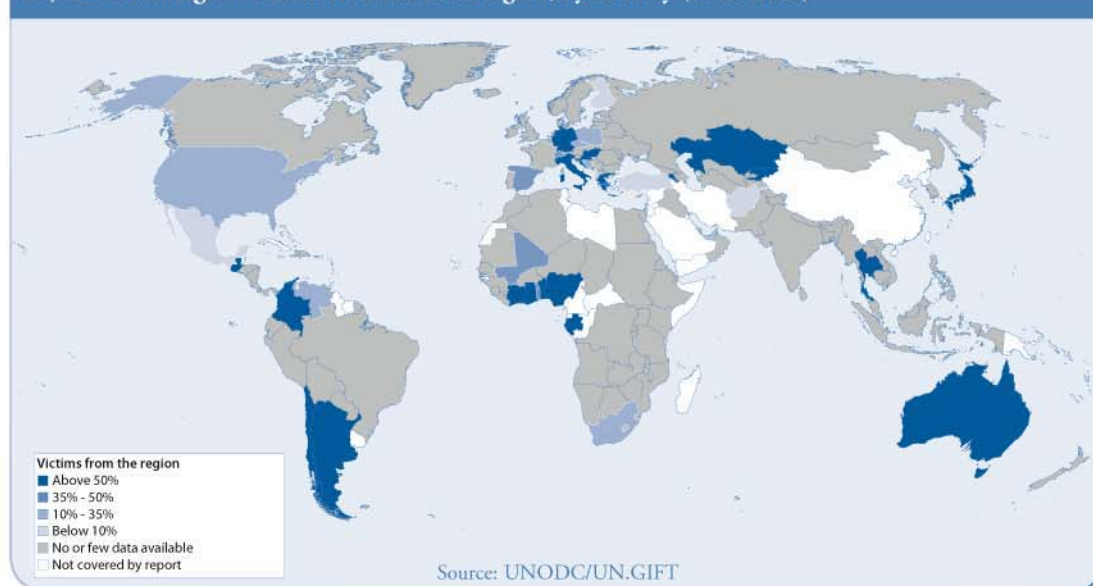 Victims from the region
Above 50%
35% - 50%
10% - 35%
Below 10%
No or few data available
Not covered by report
Source: UNODC/UN.GIFT